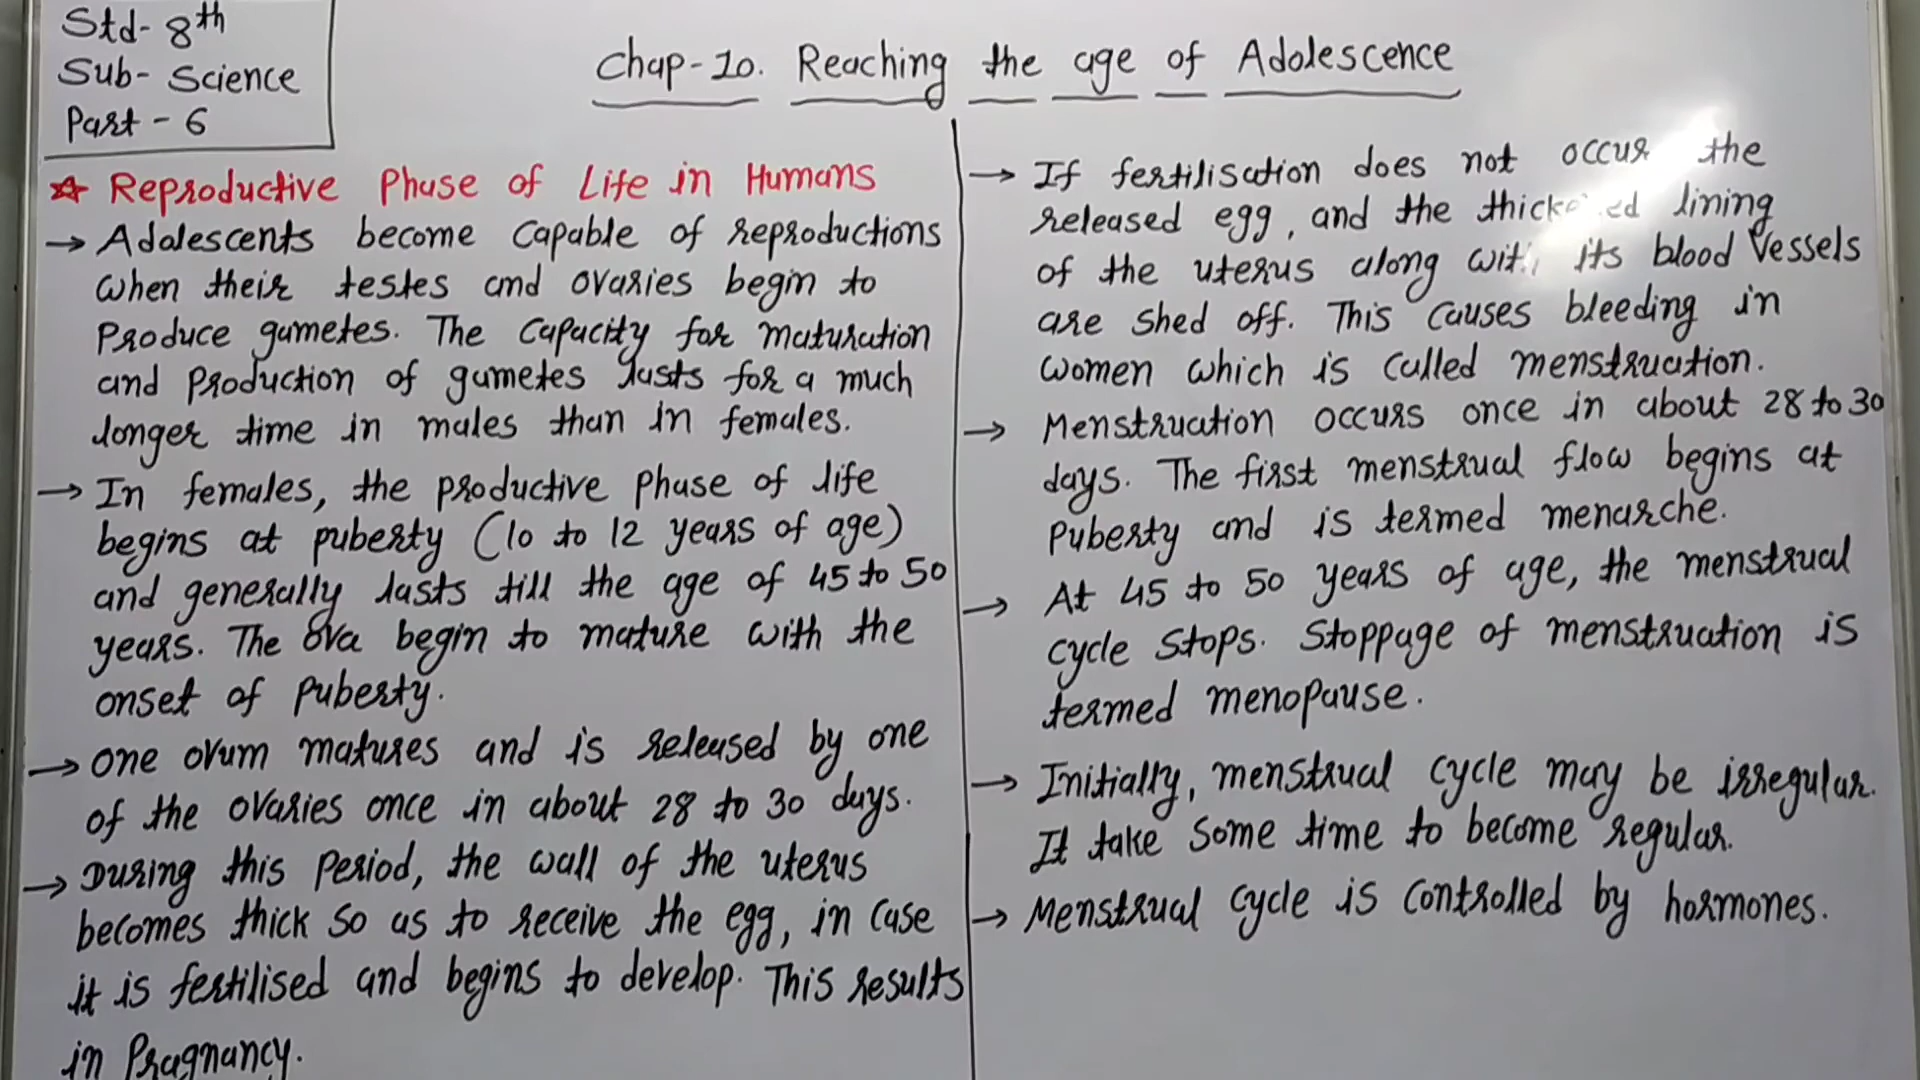 Std- 8th
Sub- Science
Part - 6
Chap-10. Reaching the age of Adolescence
☆ Reproductive Phase of Life in Humans
→ Adolescents become capable of reproductions
when their testes and ovaries begin to
Produce gametes. The capacity for maturation
and production of gametes lasts for a much
longer time in males than in females.
→ In females, the productive phase of life
begins at puberty (10 to 12 years of age)
and generally lasts till the age of 45 to 50
years. The ova begin to mature with the
onset of puberty.
→ one ovum matures and is released by one
of the ovaries once in about 28 to 30 days.
→ During this period, the wall of the uterus
becomes thick so as to receive the egg, in case
it is fertilised and begins to develop. This results
in Pragnancy.
→ If fertilisation does not occur the
released egg, and the thickened lining
of the uterus along with its blood vessels
are shed off. This causes bleeding in
women which is called menstruation.
→ Menstruation occurs once in about 28 to 30
days. The first menstrual flow begins at
Puberty and is termed menarche.
→ At 45 to 50 years of age, the menstrual
cycle stops. Stoppage of menstruation is
termed menopause.
→ Initially, menstrual cycle may be irregular.
It take some time to become regular.
→ Menstrual cycle is controlled by hormones.